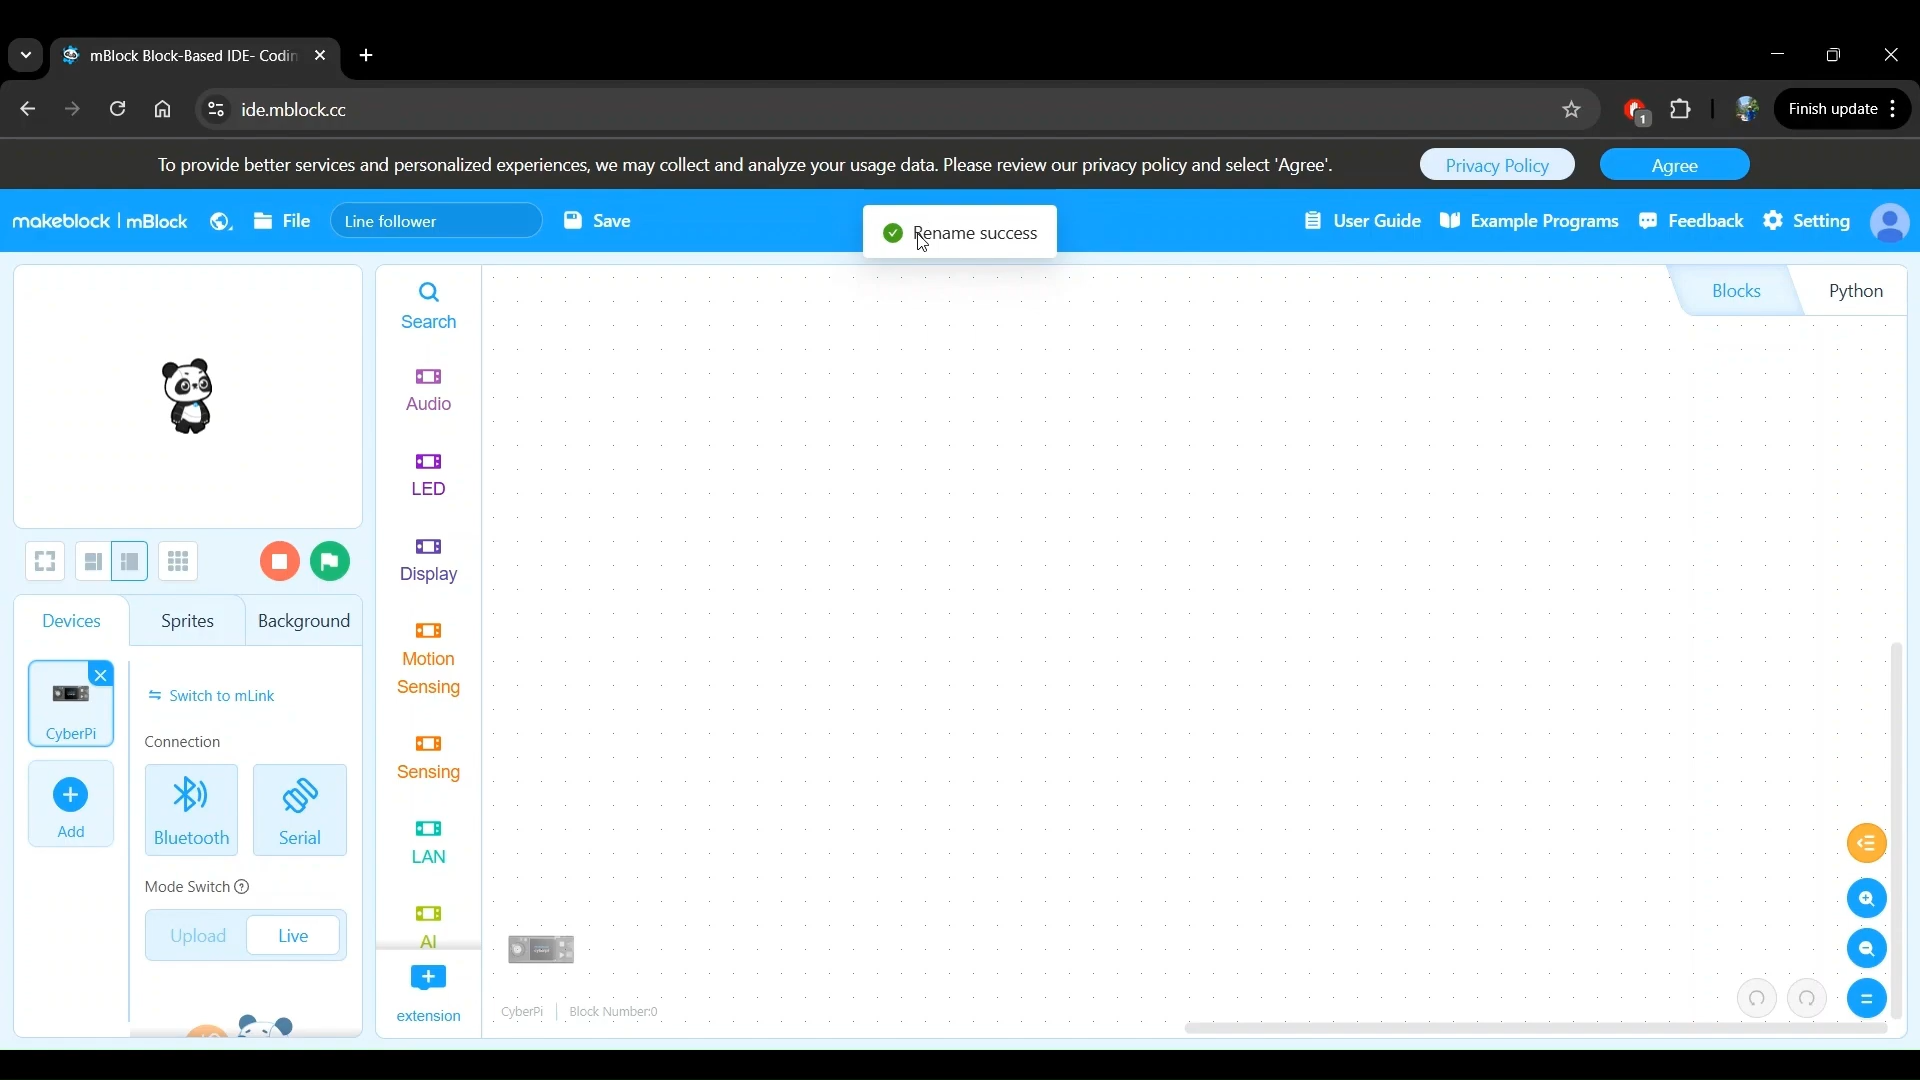 mBlock Block-Based IDE- Codin
ide.mblock.cc
1
Finish update
To provide better services and personalized experiences, we may collect and analyze your usage data. Please review our privacy policy and select 'Agree'.
Privacy Policy
Agree
makeblock | mBlock
File
Line follower
Save
Rename success
User Guide
Example Programs
Feedback
Setting
Blocks
Python
Search
Audio
LED
Display
Motion
Sensing
Sensing
LAN
AI
extension
Devices
Sprites
Background
CyberPi
Add
Switch to mLink
Connection
Bluetooth
Serial
Mode Switch
Upload
Live
CyberPi
Block Number:0